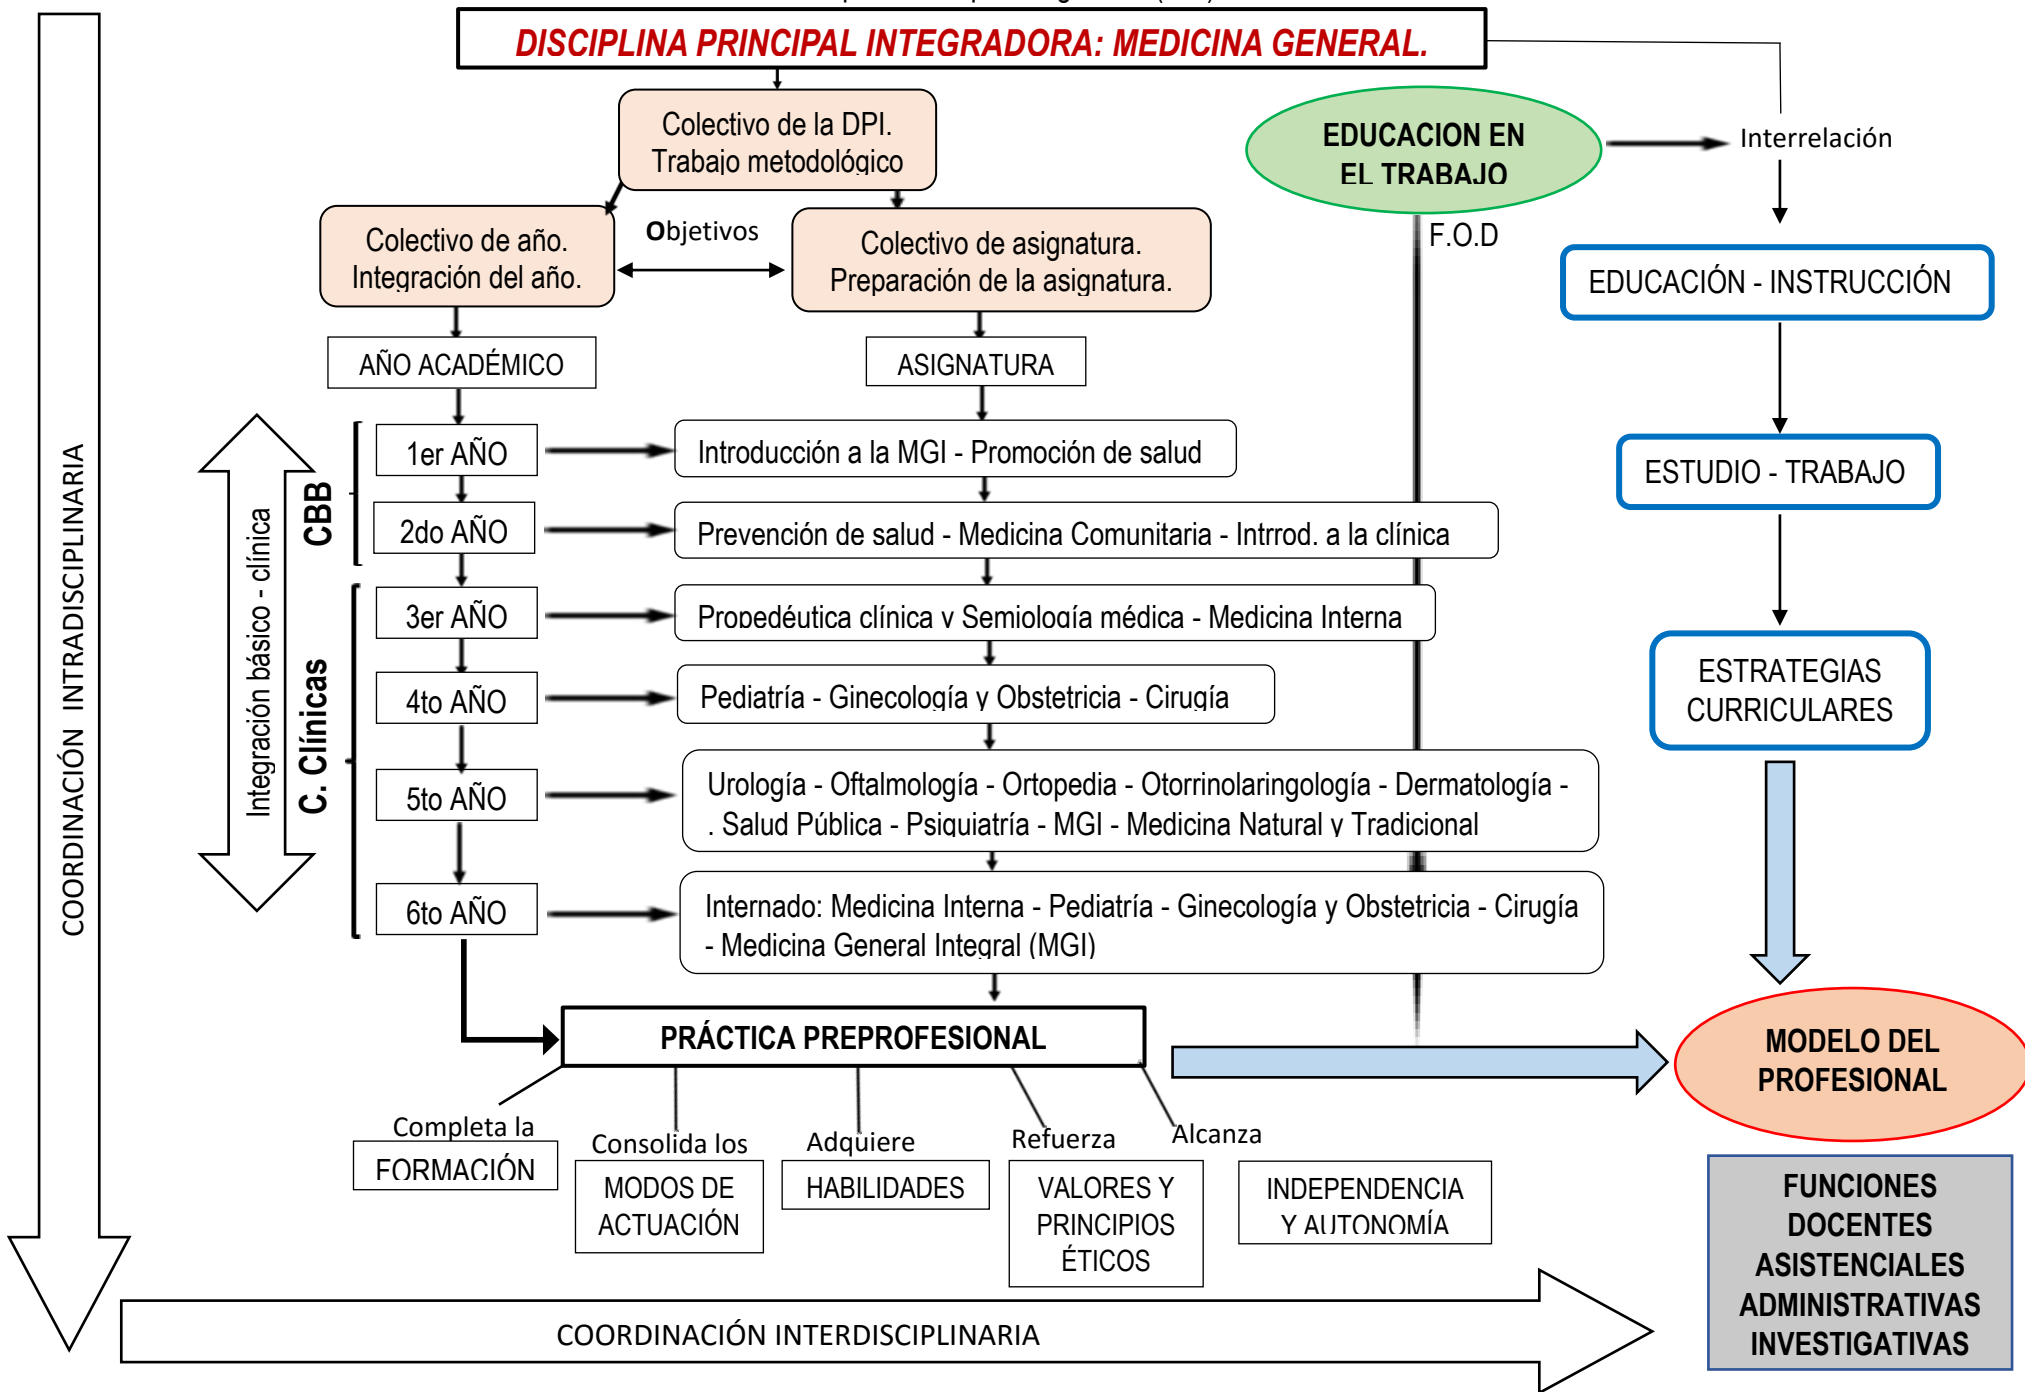 DISCIPLINA PRINCIPAL INTEGRADORA: MEDICINA GENERAL.
Colectivo de la DPI.
Trabajo metodológico
EDUCACION EN
EL TRABAJO
Interrelación
F.O.D
Colectivo de año.
Integración del año.
Objetivos
Colectivo de asignatura.
Preparación de la asignatura.
EDUCACIÓN - INSTRUCCIÓN
AÑO ACADÉMICO
ASIGNATURA
ESTUDIO - TRABAJO
ESTRATEGIAS
CURRICULARES
COORDINACIÓN INTRADISCIPLINARIA
Integración básico - clínica
CBB
C. Clínicas
1er AÑO
Introducción a la MGI - Promoción de salud
2do AÑO
Prevención de salud - Medicina Comunitaria - Intrrod. a la clínica
3er AÑO
Propedéutica clínica y Semiología médica - Medicina Interna
4to AÑO
Pediatría - Ginecología y Obstetricia - Cirugía
5to AÑO
Urología - Oftalmología - Ortopedia - Otorrinolaringología - Dermatología -
. Salud Pública - Psiquiatría - MGI - Medicina Natural y Tradicional
6to AÑO
Internado: Medicina Interna - Pediatría - Ginecología y Obstetricia - Cirugía
- Medicina General Integral (MGI)
PRÁCTICA PREPROFESIONAL
MODELO DEL
PROFESIONAL
Completa la
FORMACIÓN
Consolida los
MODOS DE
ACTUACIÓN
Adquiere
HABILIDADES
Refuerza
VALORES Y
PRINCIPIOS
ÉTICOS
Alcanza
INDEPENDENCIA
Y AUTONOMÍA
FUNCIONES
DOCENTES
ASISTENCIALES
ADMINISTRATIVAS
INVESTIGATIVAS
COORDINACIÓN INTERDISCIPLINARIA